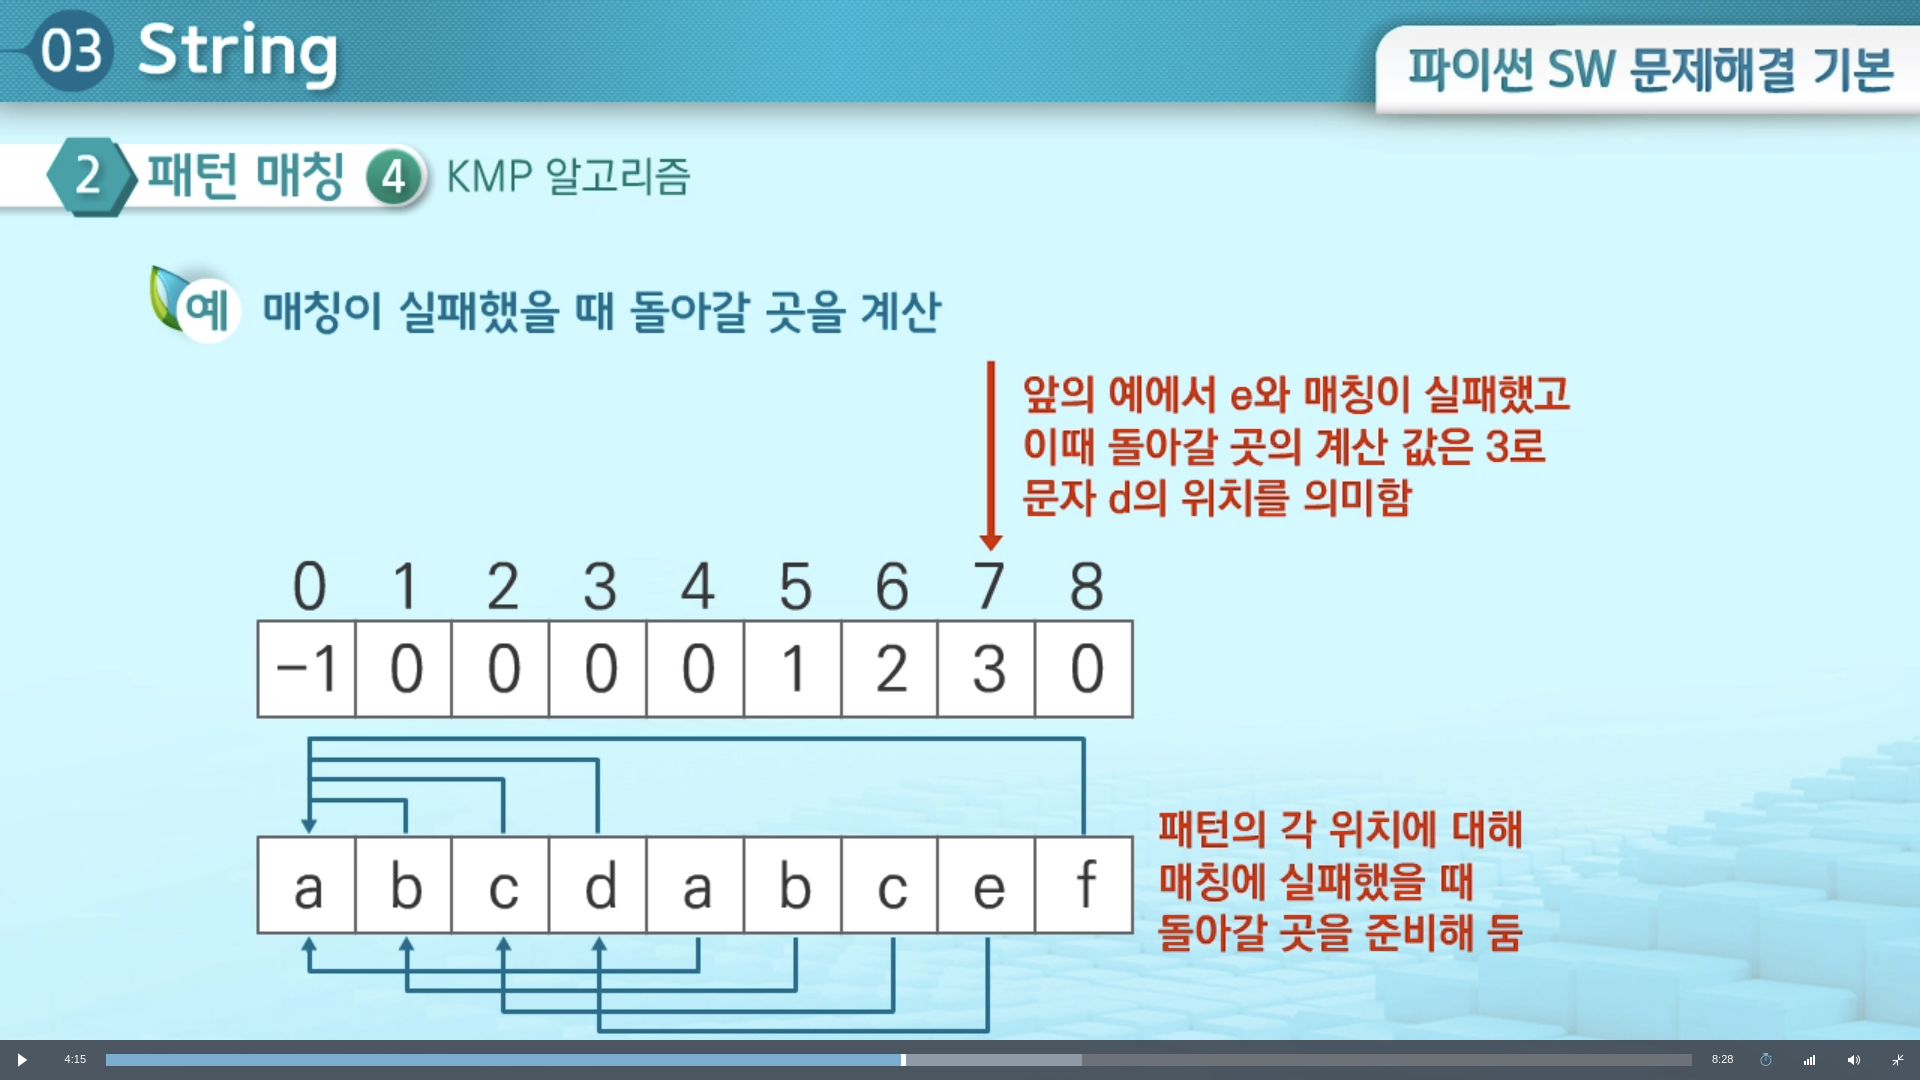 03 String
파이썬 SW 문제해결 기본
2 패턴 매칭 4 KMP 알고리즘
예 매칭이 실패했을 때 돌아갈 곳을 계산
앞의 예에서 e와 매칭이 실패했고
이때 돌아갈 곳의 계산 값은 3로
문자 d의 위치를 의미함
0 1 2 3 4 5 6 7 8
-1 0 0 0 0 1 2 3 0
a b c d a b c e f
패턴의 각 위치에 대해
매칭에 실패했을 때
돌아갈 곳을 준비해 둠
4:15 8:28